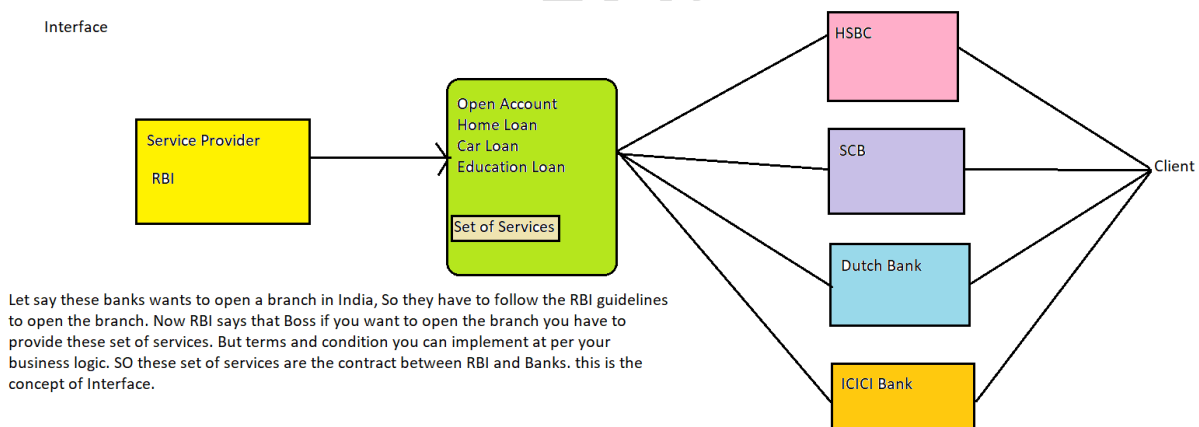 Interface
Service Provider
RBI
Open Account
Home Loan
Car Loan
Education Loan
Set of Services
HSBC
SCB
Dutch Bank
ICICI Bank
Client
Let say these banks wants to open a branch in India, So they have to follow the RBI guidelines
to open the branch. Now RBI says that Boss if you want to open the branch you have to
provide these set of services. But terms and condition you can implement at per your
business logic. SO these set of services are the contract between RBI and Banks. this is the
concept of Interface.